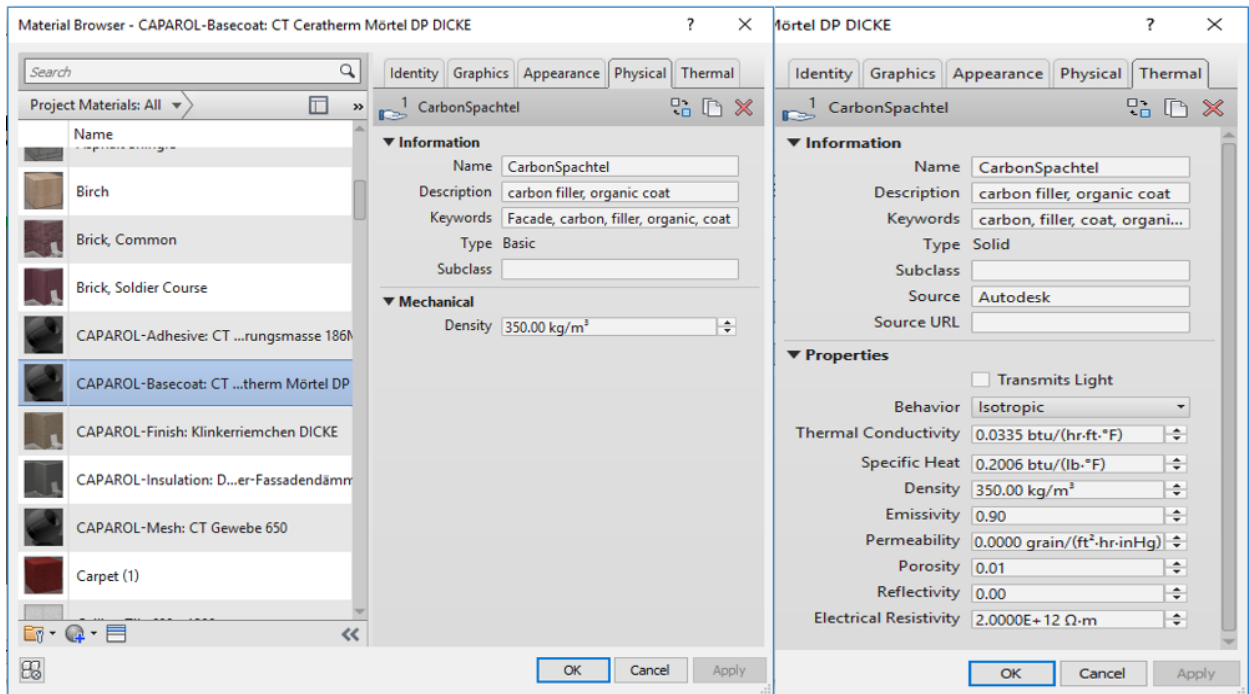 Material Browser - CAPAROL-Basecoat: CT Ceratherm Mörtel DP DICKE
?
Search
Project Materials: All
»
Name
Birch
Brick, Common
Brick, Soldier Course
CAPAROL-Adhesive: CT ...rungsmasse 186M
CAPAROL-Basecoat: CT ...therm Mörtel DP
CAPAROL-Finish: Klinkerriemchen DICKE
CAPAROL-Insulation: D...er-Fassadendämm
CAPAROL-Mesh: CT Gewebe 650
Carpet (1)
Identity Graphics Appearance Physical Thermal
1 CarbonSpachtel
Information
Name CarbonSpachtel
Description carbon filler, organic coat
Keywords Facade, carbon, filler, organic, coat
Type Basic
Subclass
Mechanical
Density 350.00 kg/m³
OK Cancel Apply
Mörtel DP DICKE
?
Identity Graphics Appearance Physical Thermal
1 CarbonSpachtel
Information
Name CarbonSpachtel
Description carbon filler, organic coat
Keywords carbon, filler, coat, organi...
Type Solid
Subclass
Source Autodesk
Source URL
Properties
Transmits Light
Behavior Isotropic
Thermal Conductivity 0.0335 btu/(hr·ft·°F)
Specific Heat 0.2006 btu/(lb·°F)
Density 350.00 kg/m³
Emissivity 0.90
Permeability 0.0000 grain/(ft²·hr·inHg)
Porosity 0.01
Reflectivity 0.00
Electrical Resistivity 2.0000E+12 Ω·m
OK Cancel Apply